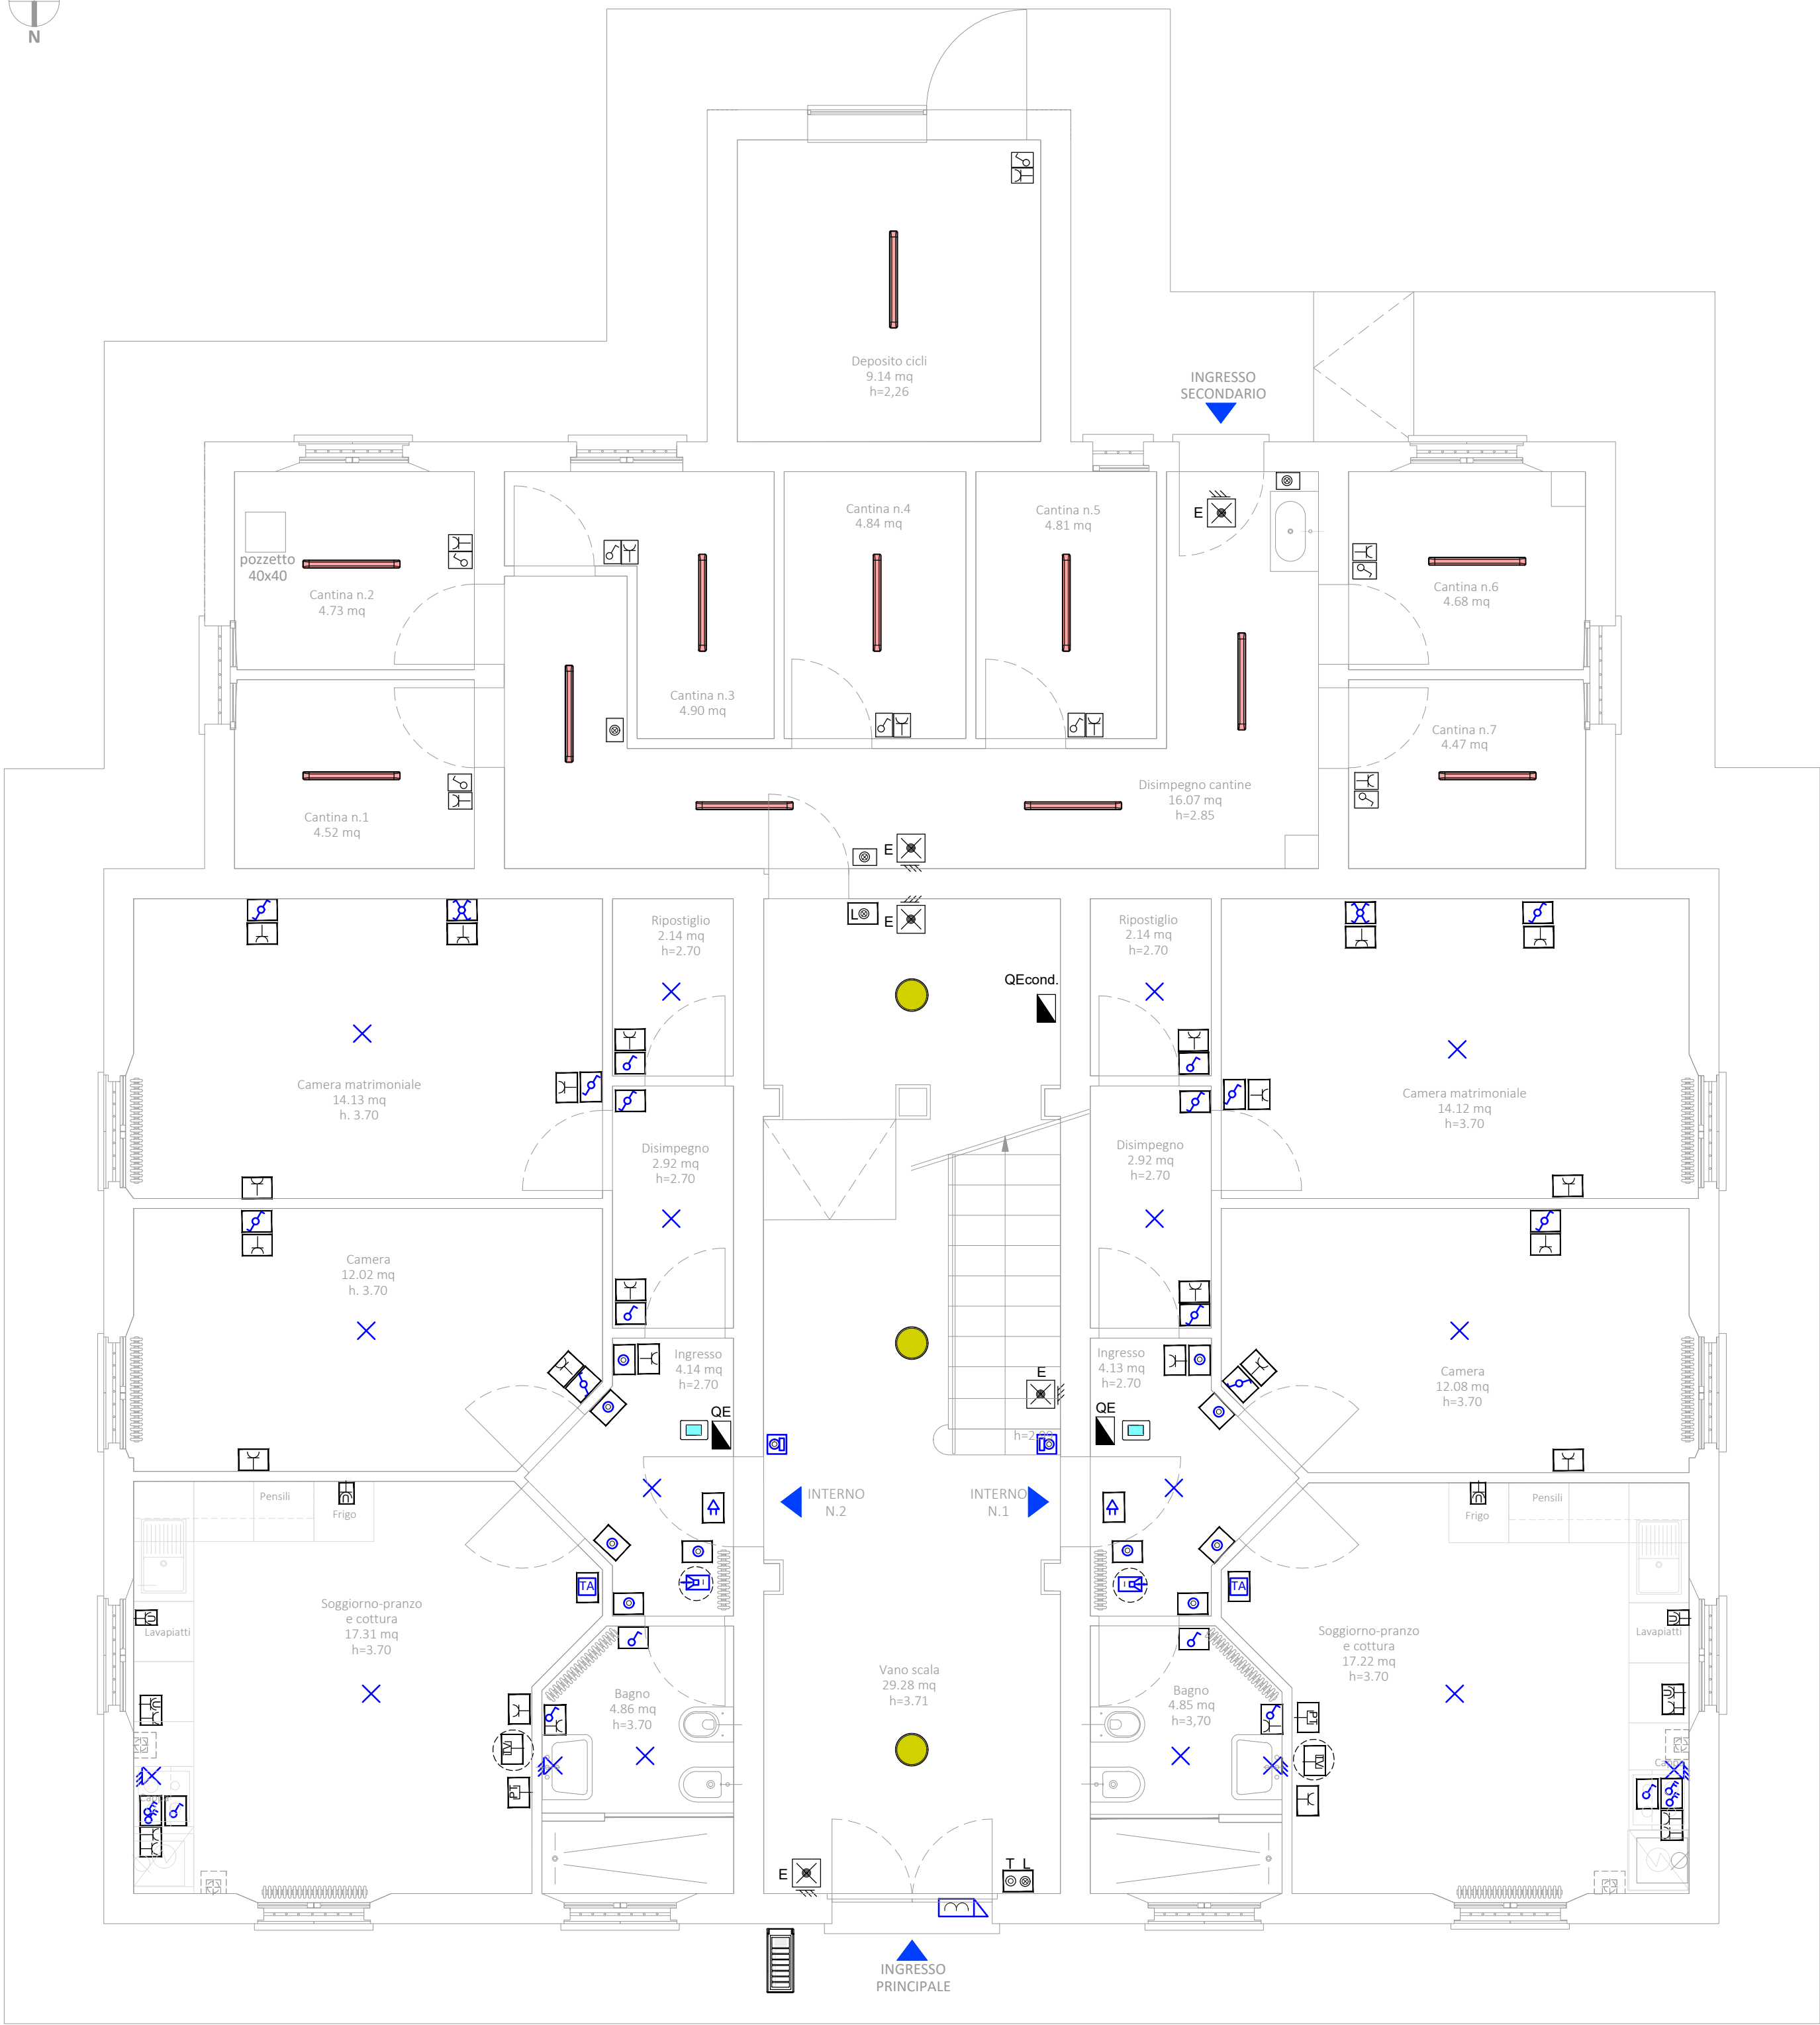 N
Deposito cicli
9.14 mq
h=2,26
INGRESSO
SECONDARIO
pozzetto
40x40
Cantina n.2
4.73 mq
Cantina n.4
4.84 mq
Cantina n.5
4.81 mq
E
Cantina n.6
4.68 mq
Cantina n.3
4.90 mq
Cantina n.7
4.47 mq
Cantina n.1
4.52 mq
Disimpegno cantine
16.07 mq
h=2.85
E
L
E
Ripostiglio
2.14 mq
h=2.70
Ripostiglio
2.14 mq
h=2.70
QEcond.
Camera matrimoniale
14.13 mq
h. 3.70
Camera matrimoniale
14.12 mq
h=3.70
Disimpegno
2.92 mq
h=2.70
Disimpegno
2.92 mq
h=2.70
Camera
12.02 mq
h. 3.70
Ingresso
4.14 mq
h=2.70
Ingresso
4.13 mq
h=2.70
E
Camera
12.08 mq
h=3.70
QE
QE
INTERNO
N.2
INTERNO
N.1
Pensili
Frigo
Pensili
Frigo
TA
TA
Soggiorno-pranzo
e cottura
17.31 mq
h=3.70
Lavapiatti
Soggiorno-pranzo
e cottura
17.22 mq
h=3.70
Lavapiatti
Vano scala
29.28 mq
h=3.71
Bagno
4.86 mq
h=3.70
Bagno
4.85 mq
h=3,70
PT
TV
TV
PT
E
T L
INGRESSO
PRINCIPALE